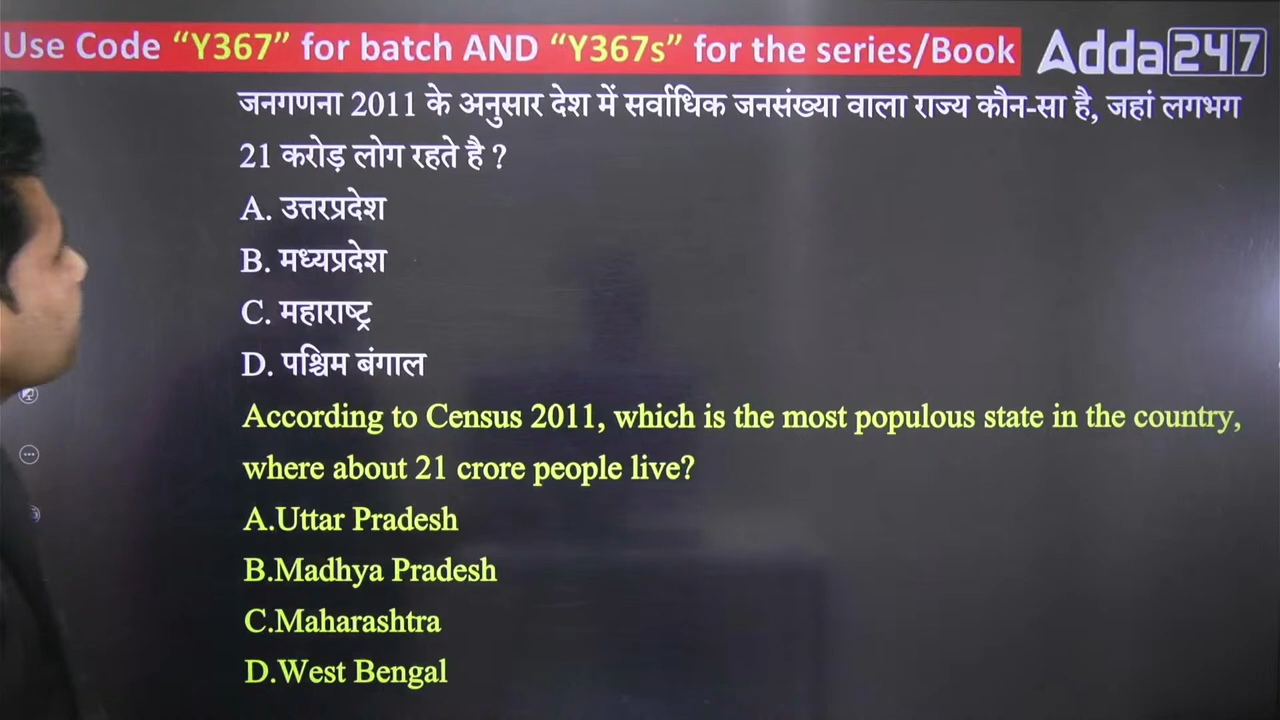 Use Code “Y367” for batch AND “Y367s” for the series/Book
Adda247
जनगणना 2011 के अनुसार देश में सर्वाधिक जनसंख्या वाला राज्य कौन-सा है, जहां लगभग
21 करोड़ लोग रहते है ?
A. उत्तरप्रदेश
B. मध्यप्रदेश
C. महाराष्ट्र
D. पश्चिम बंगाल
According to Census 2011, which is the most populous state in the country,
where about 21 crore people live?
A.Uttar Pradesh
B.Madhya Pradesh
C.Maharashtra
D.West Bengal